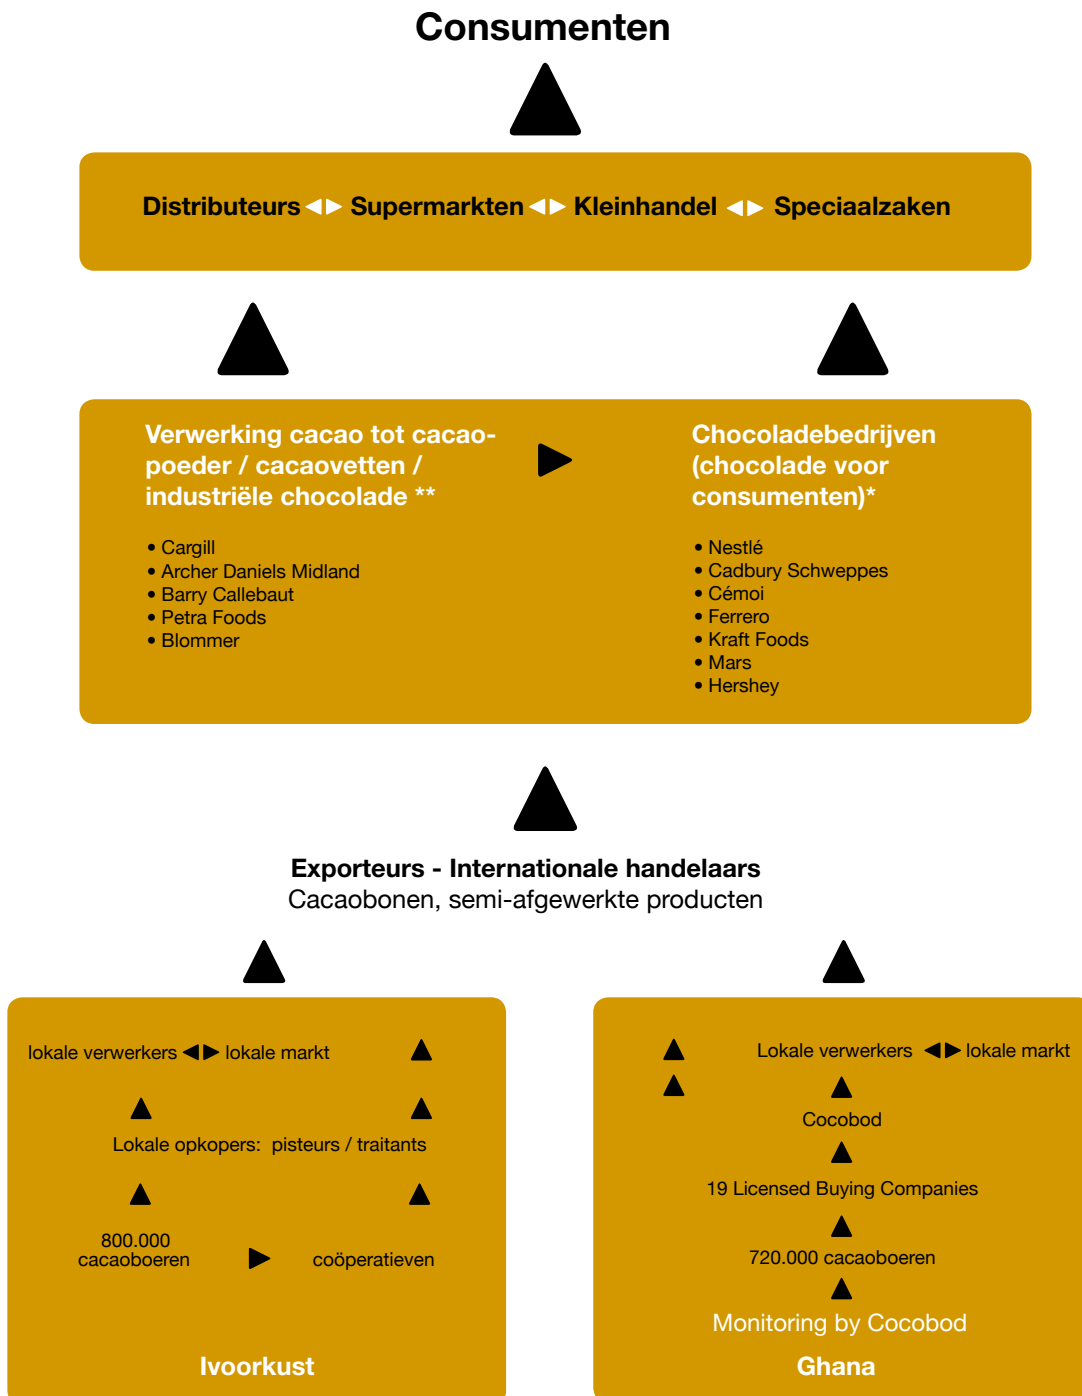 Consumenten
Distributeurs Supermarkten Kleinhandel Speciaalzaken
Verwerking cacao tot cacao-
poeder / cacaovetten /
industriële chocolade **
• Cargill
• Archer Daniels Midland
• Barry Callebaut
• Petra Foods
• Blommer
Chocoladebedrijven
(chocolade voor
consumenten)*
• Nestlé
• Cadbury Schweppes
• Cémoi
• Ferrero
• Kraft Foods
• Mars
• Hershey
Exporteurs - Internationale handelaars
Cacaobonen, semi-afgewerkte producten
lokale verwerkers lokale markt
Lokale opkopers: pisteurs / traitants
800.000
cacaoboeren
coöperatieven
Ivoorkust
Lokale verwerkers lokale markt
Cocobod
19 Licensed Buying Companies
720.000 cacaoboeren
Monitoring by Cocobod
Ghana